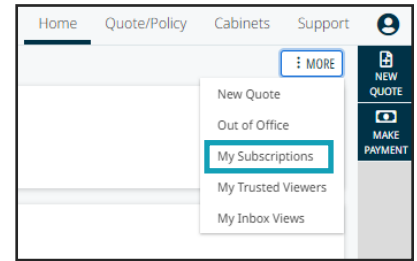 Home Quote/Policy Cabinets Support
⋮ MORE
NEW
QUOTE
MAKE
PAYMENT
New Quote
Out of Office
My Subscriptions
My Trusted Viewers
My Inbox Views